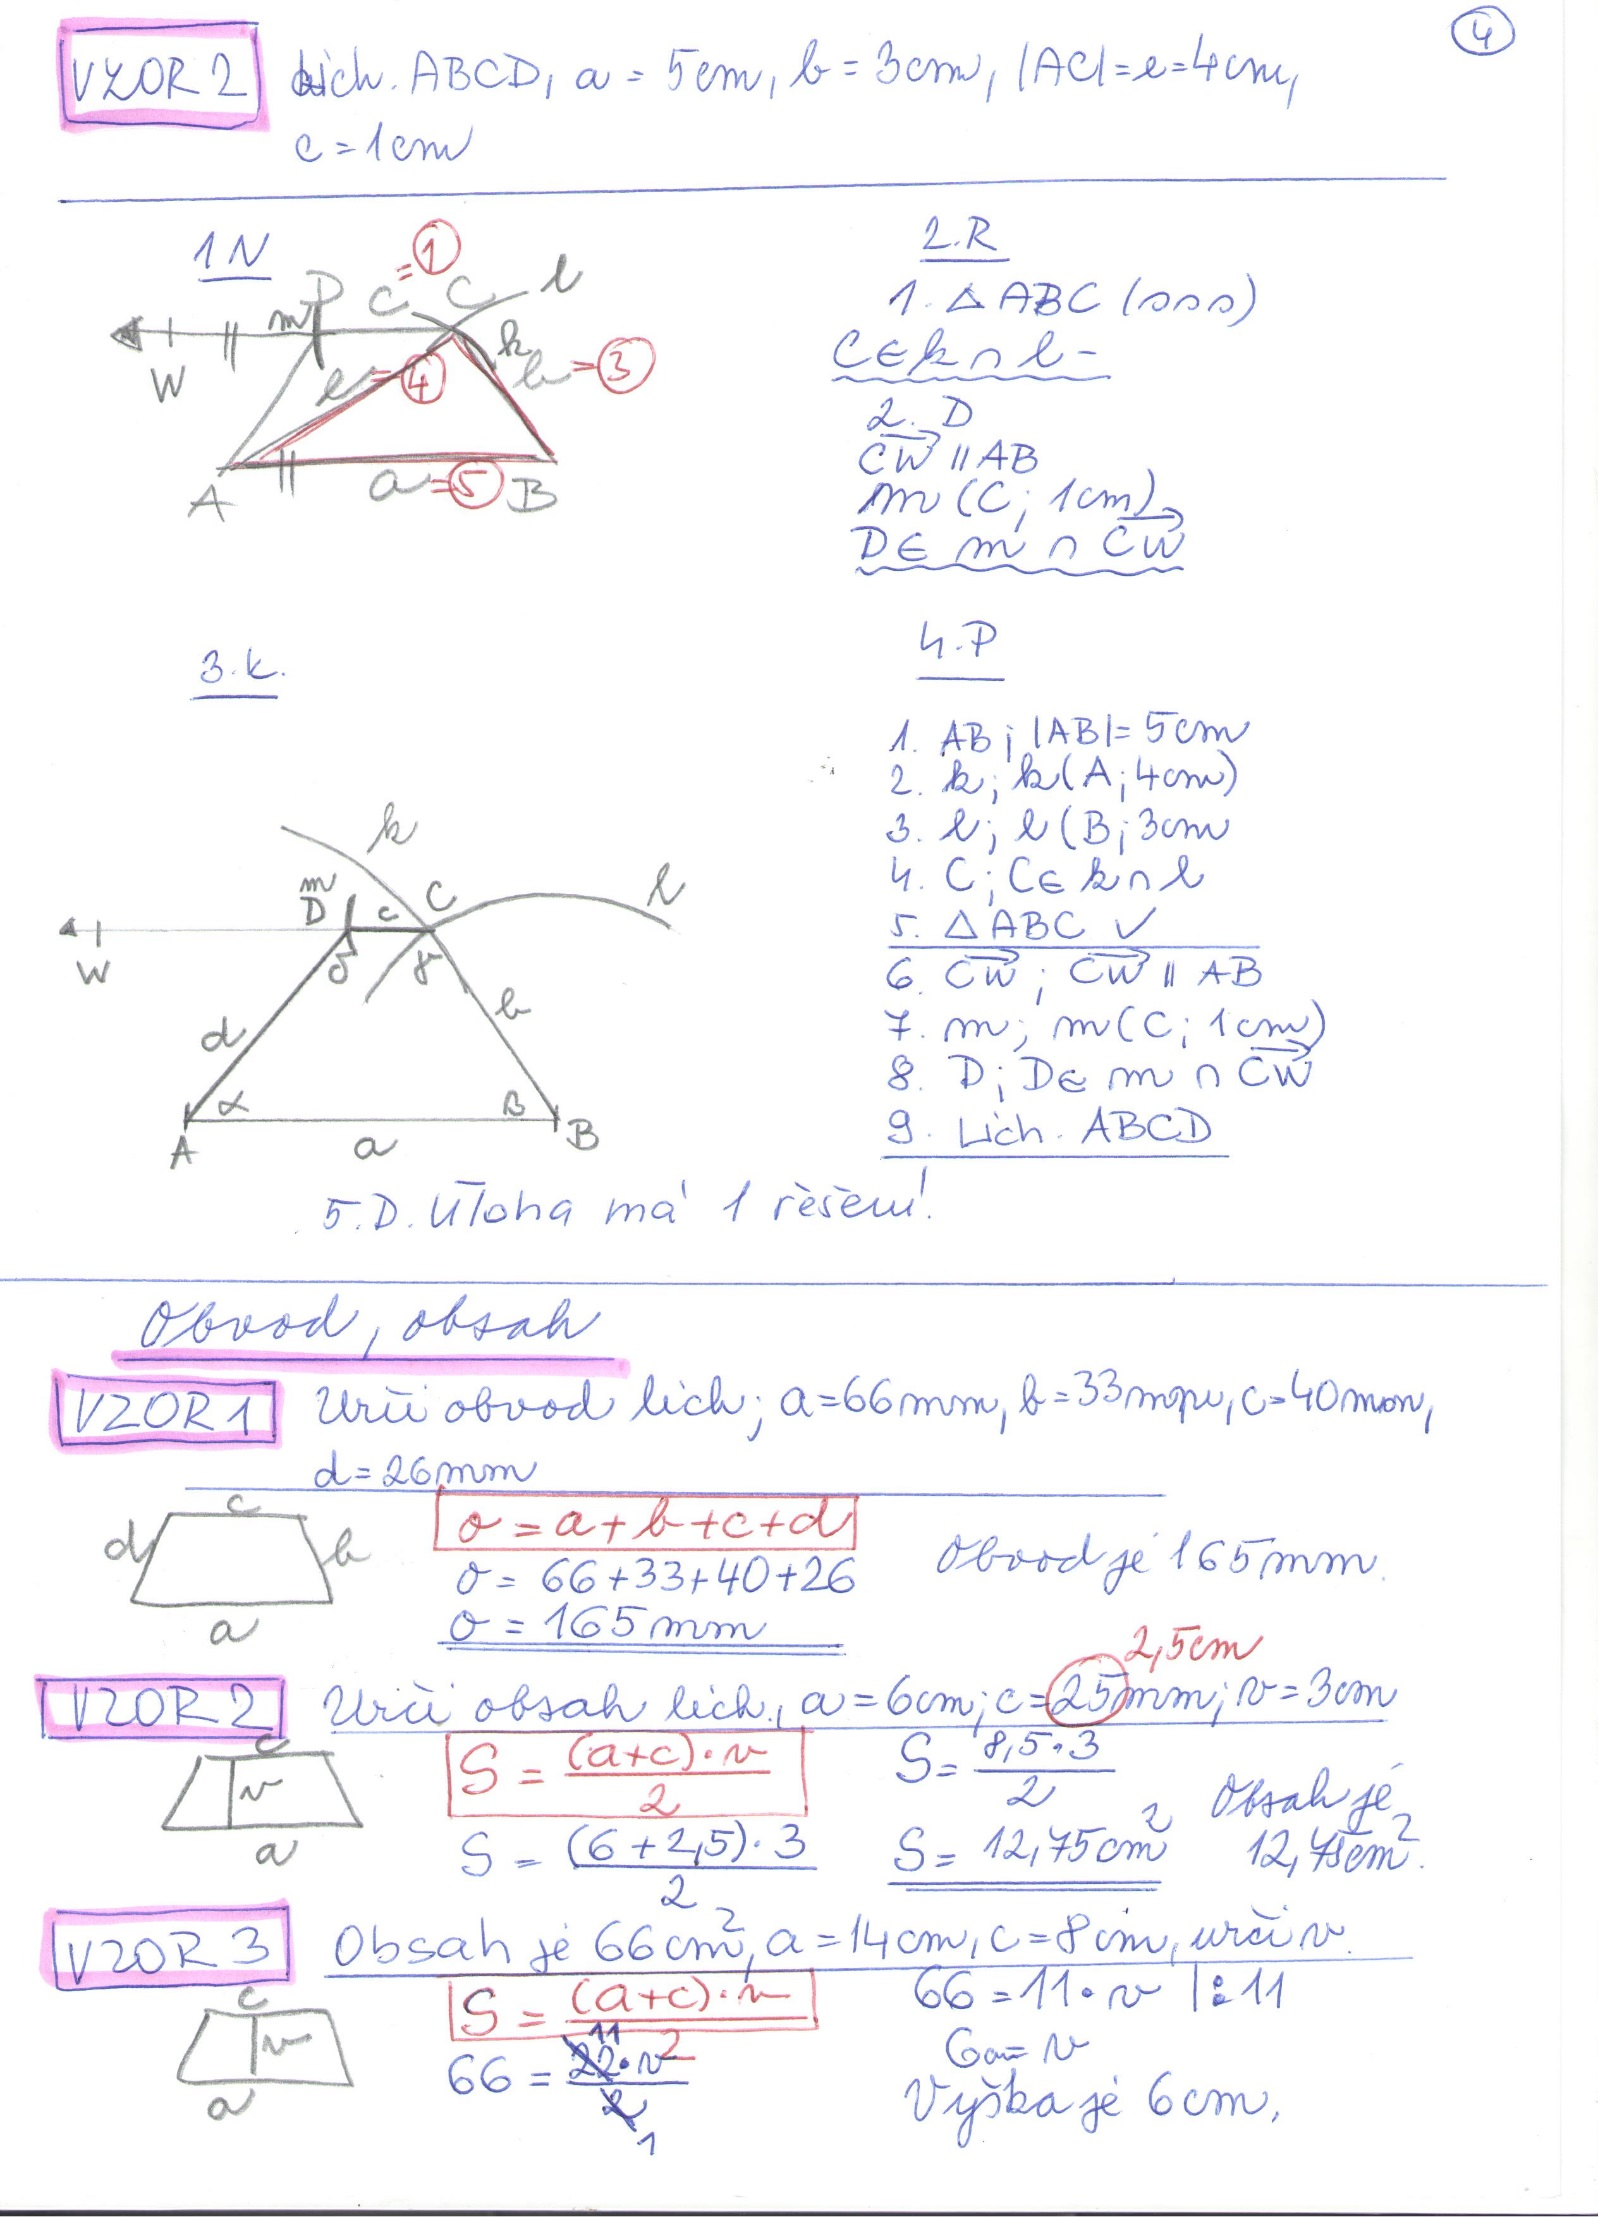 4
VZOR 2 Lich. ABCD, a = 5cm, b = 3cm, |AC| = e = 4cm,
c = 1cm
1 N
= 1
D c C l
m
k
W e = 4 b = 3
A a = 5 B
2. R
1. △ ABC (sss)
C ∈ k ∩ l -
2. D
CW ∥ AB
m (C; 1cm)
D ∈ m ∩ CW
3. k.
k
m
D c C l
W δ γ
b
d
α β
A a B
4. P
1. AB; |AB| = 5cm
2. k; k(A; 4cm)
3. l; l(B; 3cm
4. C; C ∈ k ∩ l
5. △ ABC ✓
6. CW; CW ∥ AB
7. m; m(C; 1cm)
8. D; D ∈ m ∩ CW
9. Lich. ABCD
5. D. Úloha má 1 řešení!
Obvod, obsah
VZOR 1 Urči obvod lich; a=66mm, b=33mm, c=40mm,
d=26mm
c
d b
a
o = a+b+c+d
o = 66+33+40+26
o = 165mm
Obvod je 165mm.
2,5cm
VZOR 2 Urči obsah lich., a=6cm; c=25mm; v=3cm
c
v
a
S = (a+c)·v / 2
S = (6+2,5)·3 / 2
S = 8,5·3 / 2
S = 12,75cm²
Obsah je
12,75cm².
VZOR 3 Obsah je 66cm², a=14cm, c=8cm, urči v.
c
v
a
S = (a+c)·v / 2
11
66 = 22·v / 2
1
66 = 11·v |:11
6 = v
Výška je 6cm.